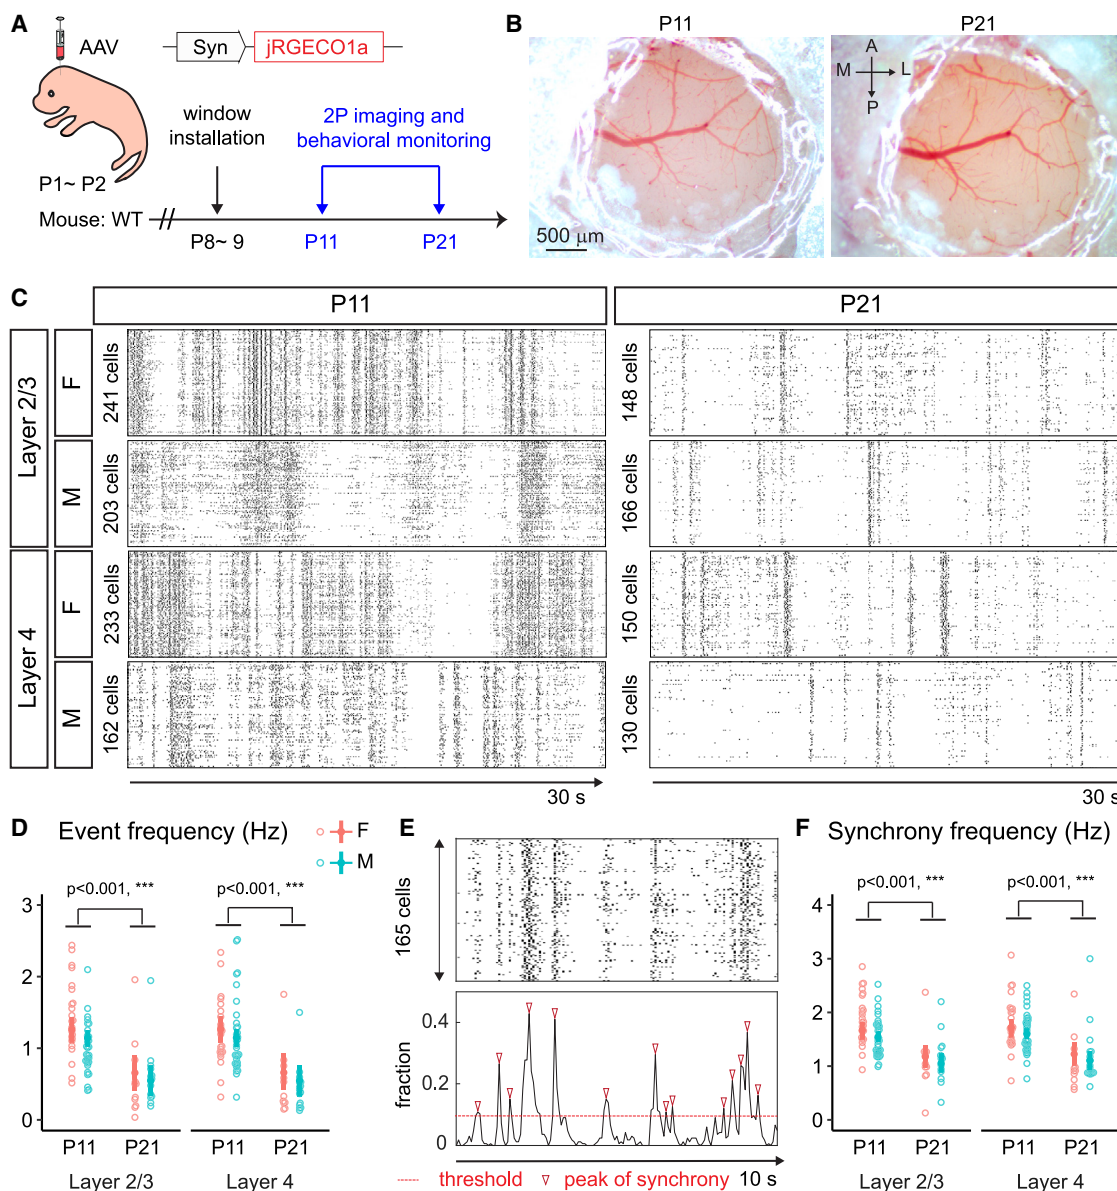 A
AAV
Syn
jRGECO1a
window
installation
2P imaging and
behavioral monitoring
P1~ P2
Mouse: WT
P8~ 9
P11
P21
B
P11
P21
A
M
L
P
500 µm
C
P11
P21
Layer 2/3
F
241 cells
148 cells
M
203 cells
166 cells
Layer 4
F
233 cells
150 cells
M
162 cells
130 cells
30 s
30 s
D
Event frequency (Hz)
F
M
p<0.001, ***
p<0.001, ***
3
2
1
0
P11
P21
P11
P21
Layer 2/3
Layer 4
E
165 cells
fraction
0.4
0.2
0
threshold
peak of synchrony
10 s
F
Synchrony frequency (Hz)
p<0.001, ***
p<0.001, ***
4
3
2
1
0
P11
P21
P11
P21
Layer 2/3
Layer 4